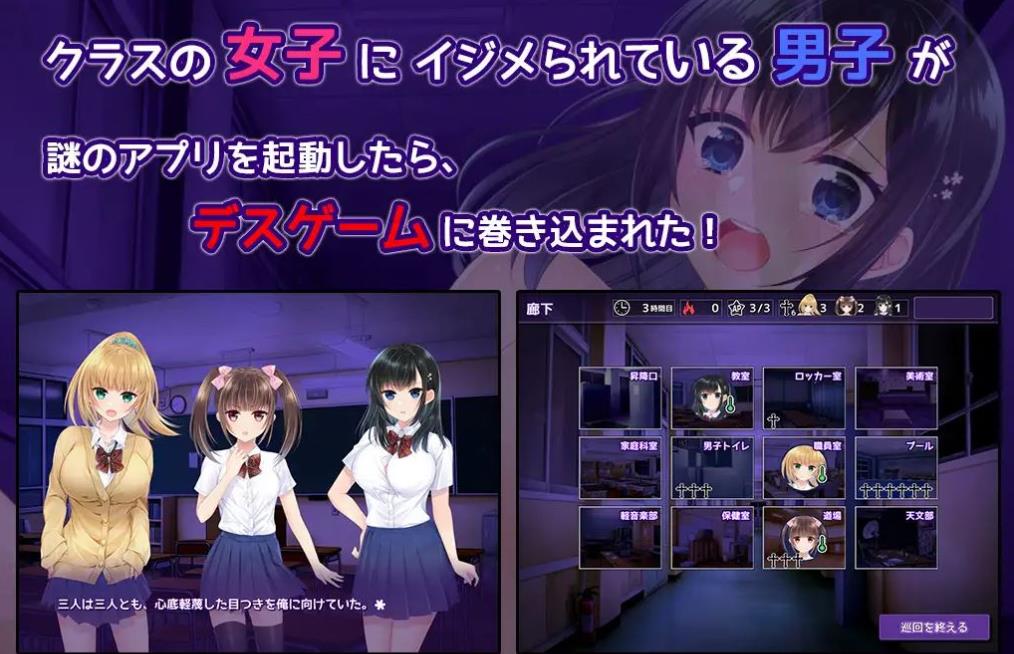 クラスの女子にイジメられている男子が
謎のアプリを起動したら、
デスゲームに巻き込まれた!
三人は三人とも、心底軽蔑した目つきを俺に向けていた。
廊下
3時間目 0 AP 3/3 6 3 2 1
昇降口 教室 ロッカー室 美術室
家庭科室 男子トイレ 職員室 プール
軽音楽部 保健室 道場 天文部
巡回を終える